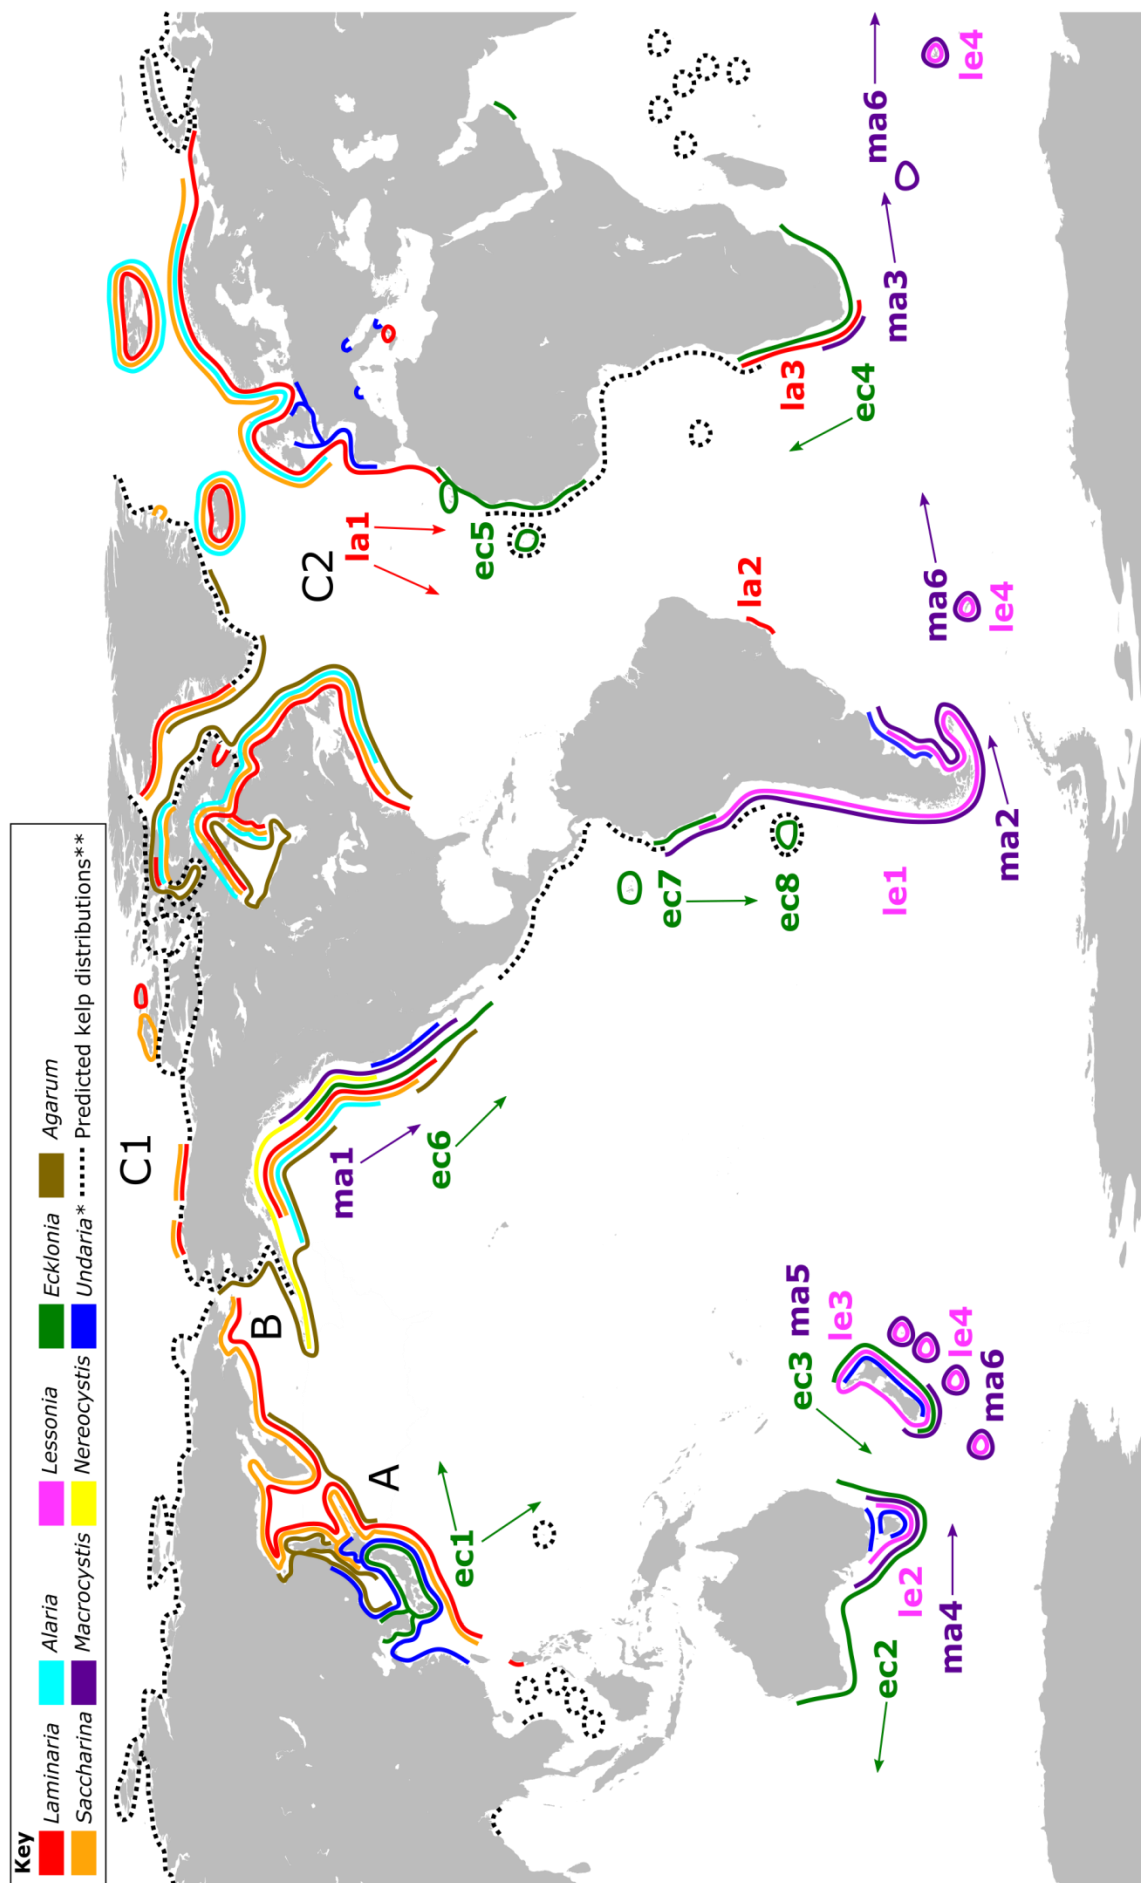 Key
Laminaria Alaria Lessonia Ecklonia Agarum
Saccharina Macrocystis Nereocystis Undaria* Predicted kelp distributions**
C1
B
A
C2
ma1
ec6
ec1
la1
ec5
la2
la3
ec4
ec7
ec8
le1
ma2
ma6
le4
ma3
ma6
le4
ec2
le2
ma4
ec3
ma5
le3
le4
ma6